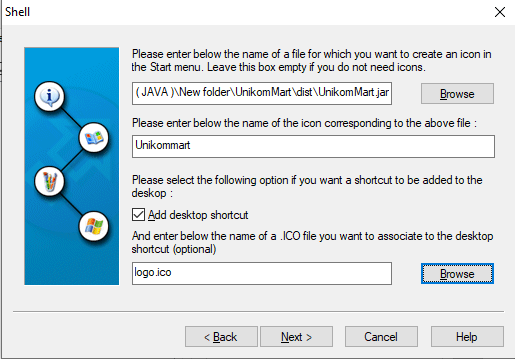 Shell
Please enter below the name of a file for which you want to create an icon in
the Start menu. Leave this box empty if you do not need icons.
( JAVA )\New folder\UnikomMart\dist\UnikomMart.jar
Browse
Please enter below the name of the icon corresponding to the above file :
Unikommart
Please select the following option if you want a shortcut to be added to the
deskop :
Add desktop shortcut
And enter below the name of a .ICO file you want to associate to the desktop
shortcut (optional)
logo.ico
Browse
< Back
Next >
Cancel
Help